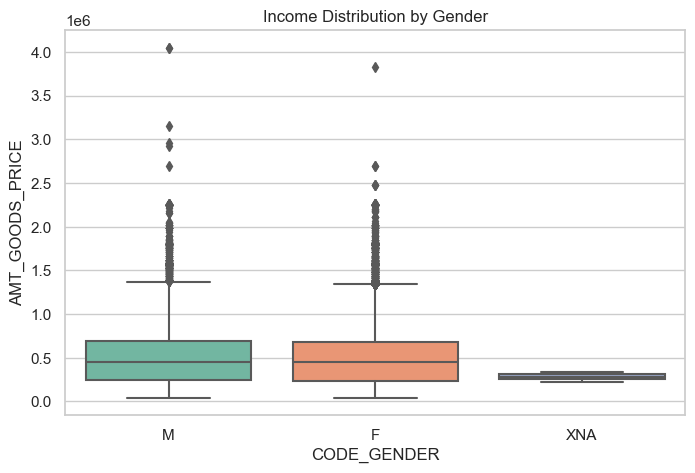 Income Distribution by Gender
1e6
4.0
3.5
3.0
2.5
2.0
1.5
1.0
0.5
0.0
AMT_GOODS_PRICE
M
F
XNA
CODE_GENDER